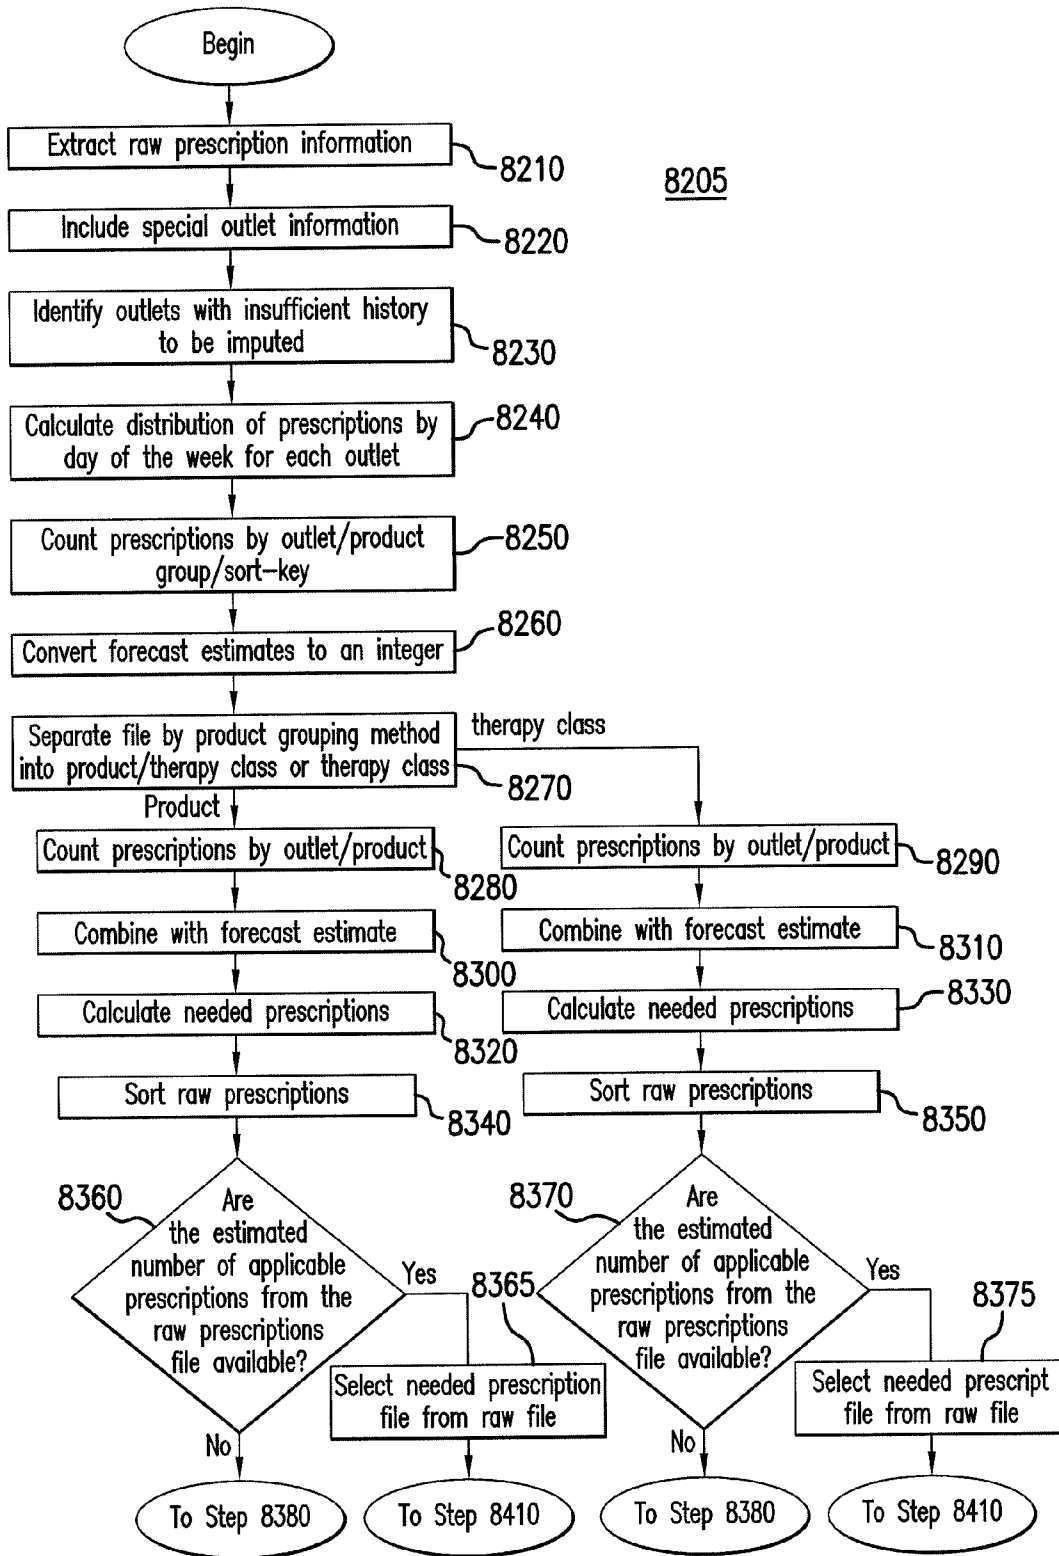 Begin
Extract raw prescription information
8210
8205
Include special outlet information
8220
Identify outlets with insufficient history
to be imputed
8230
Calculate distribution of prescriptions by
day of the week for each outlet
8240
Count prescriptions by outlet/product
group/sort-key
8250
Convert forecast estimates to an integer
8260
Separate file by product grouping method
into product/therapy class or therapy class
8270
therapy class
Product
Count prescriptions by outlet/product
8280
Count prescriptions by outlet/product
8290
Combine with forecast estimate
8300
Combine with forecast estimate
8310
Calculate needed prescriptions
8320
Calculate needed prescriptions
8330
Sort raw prescriptions
8340
Sort raw prescriptions
8350
8360
Are
the estimated
number of applicable
prescriptions from the
raw prescriptions
file available?
Yes
8365
Select needed prescription
file from raw file
No
To Step 8380
To Step 8410
8370
Are
the estimated
number of applicable
prescriptions from the
raw prescriptions
file available?
Yes
8375
Select needed prescript
file from raw file
No
To Step 8380
To Step 8410